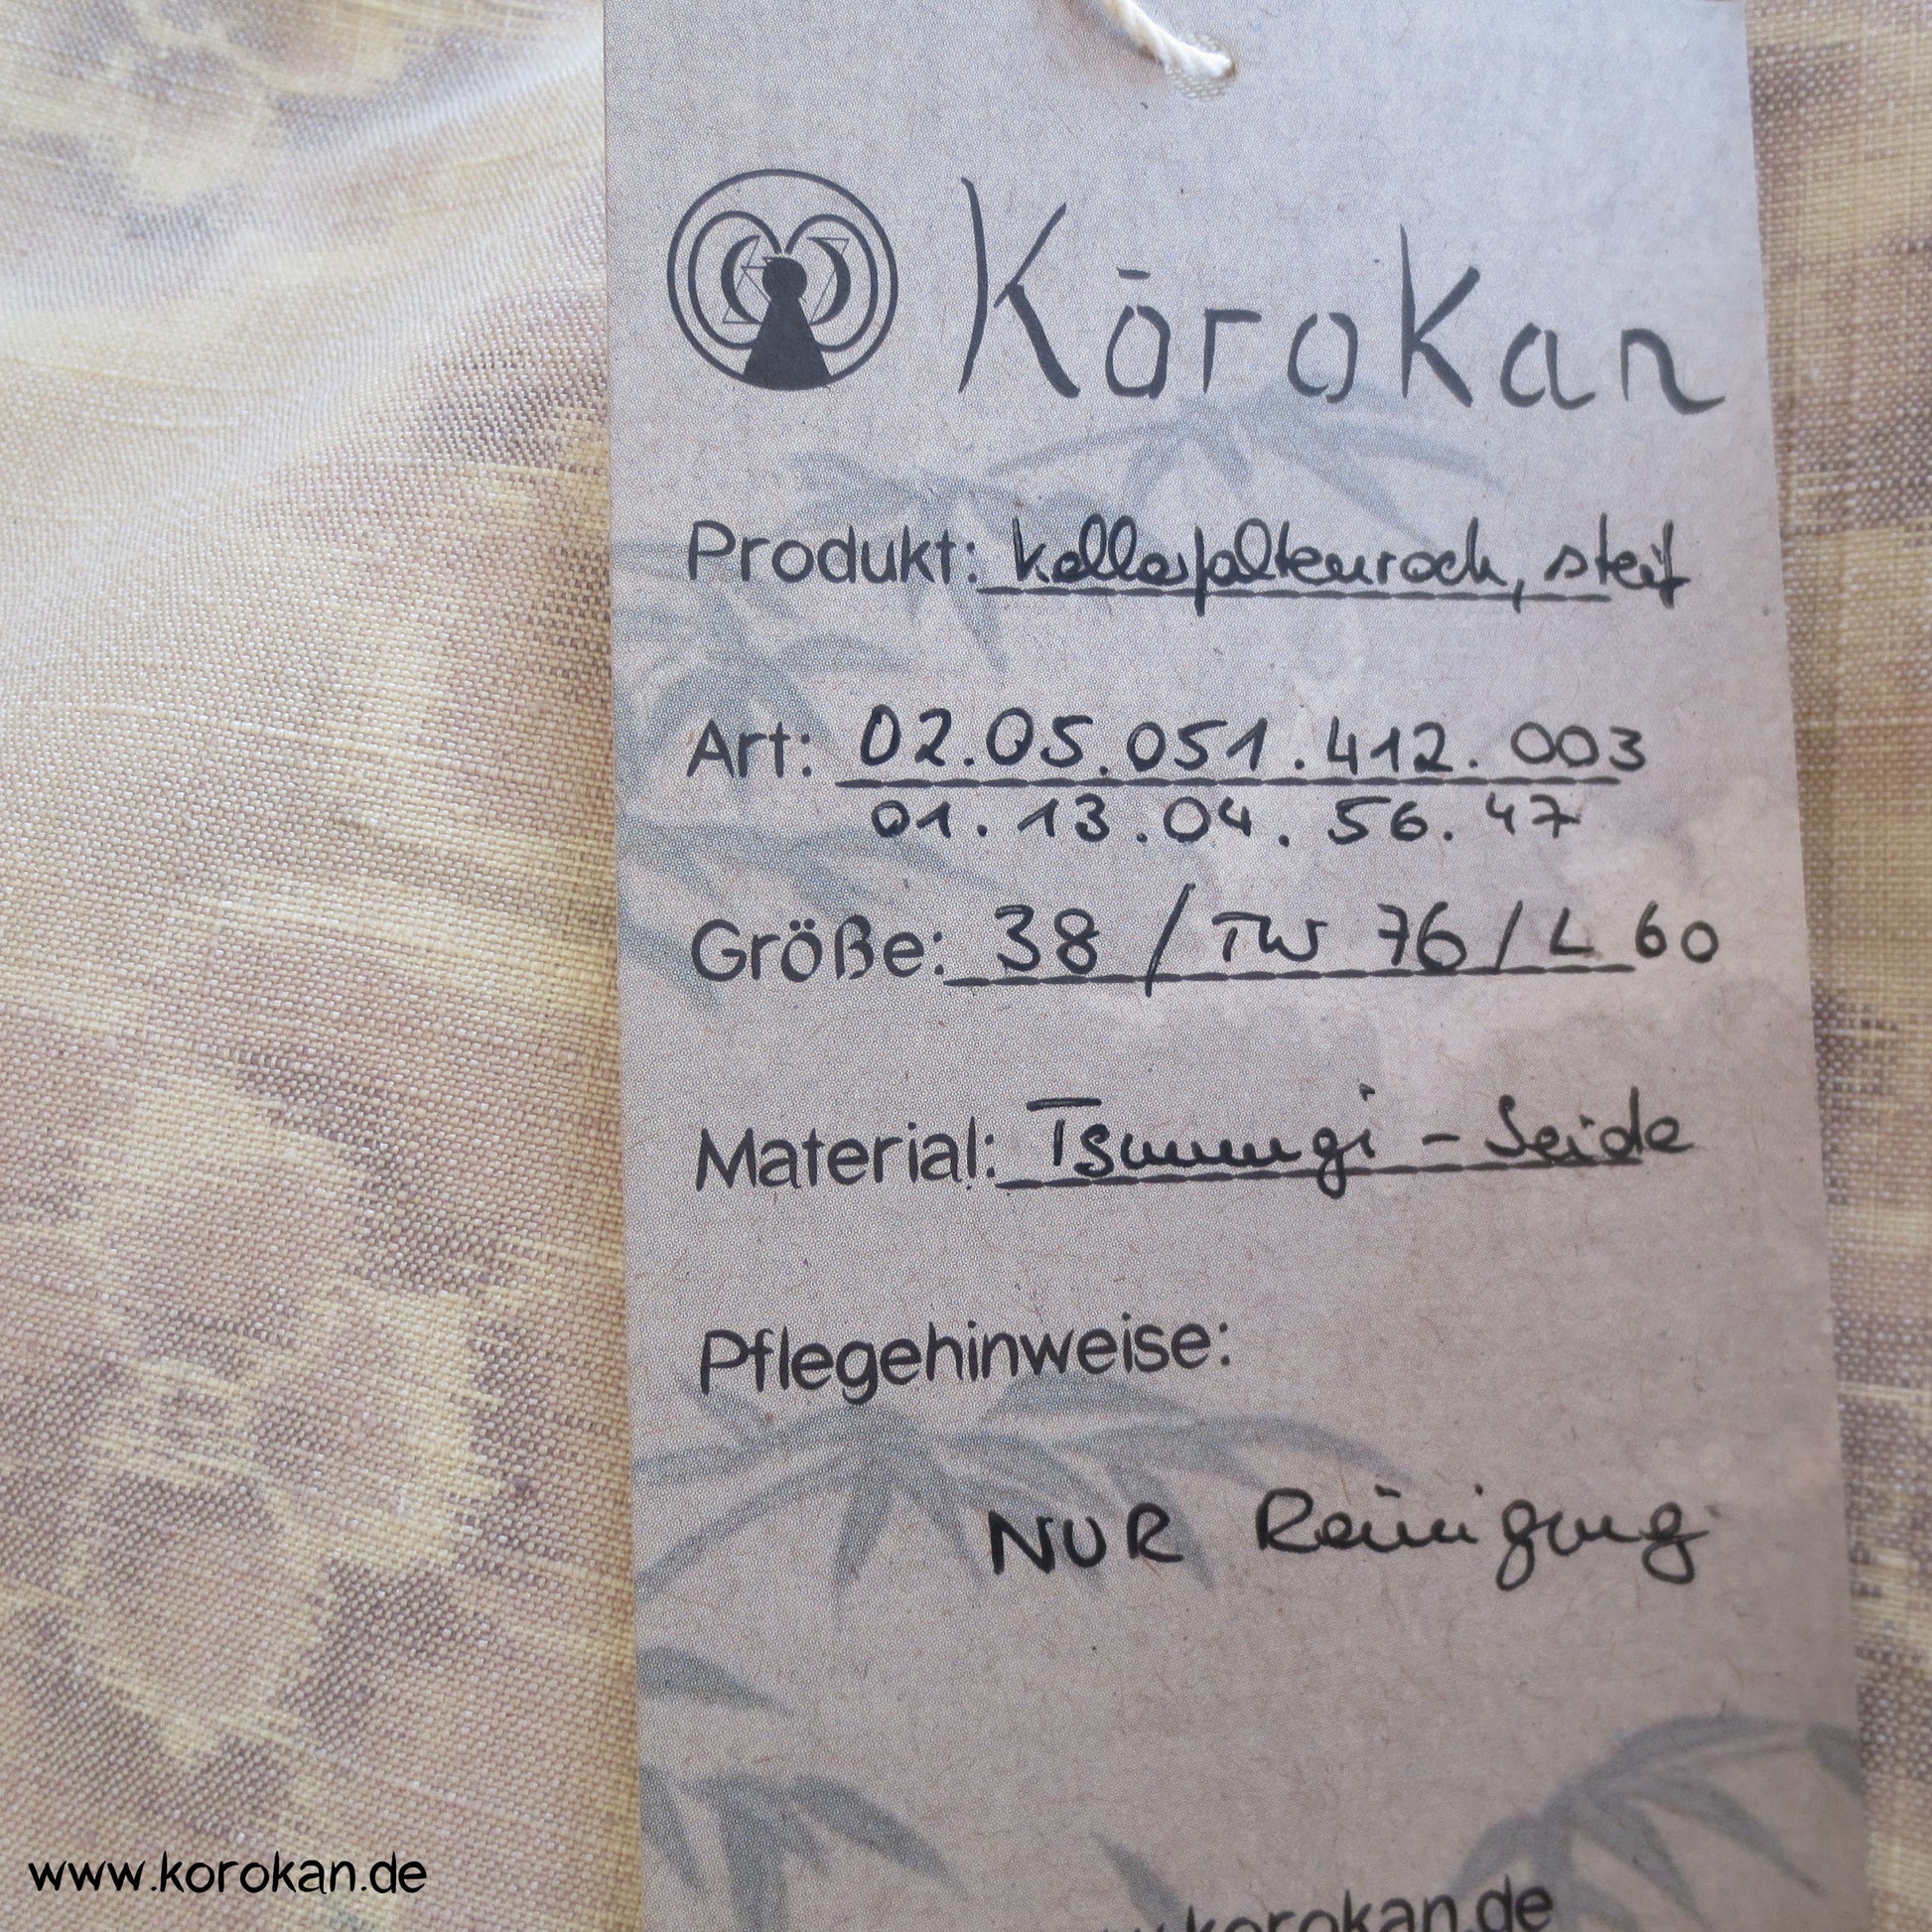 Kōrokan
Produkt: Kellerfaltenrock, steif
Art: 02.05.051.412.003
01.13.04.56.47
Größe: 38 / TW 76 / L 60
Material: Tsumugi - Seide
Pflegehinweise:
NUR Reinigung
www.korokan.de
korokan.de